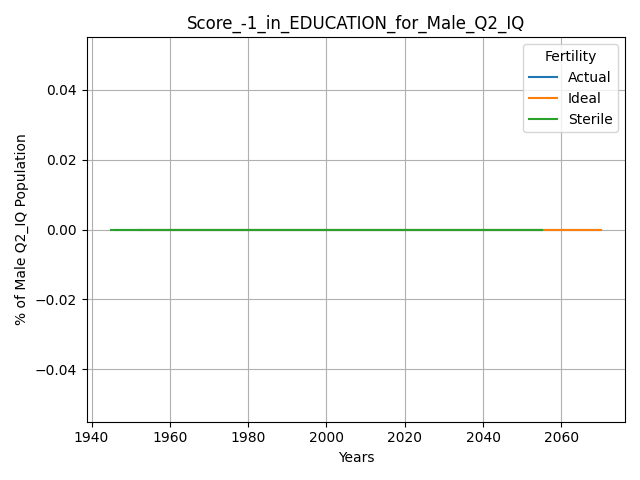 Score_-1_in_EDUCATION_for_Male_Q2_IQ
Fertility
Actual
Ideal
Sterile
% of Male Q2_IQ Population
0.04
0.02
0.00
−0.02
−0.04
1940 1960 1980 2000 2020 2040 2060
Years